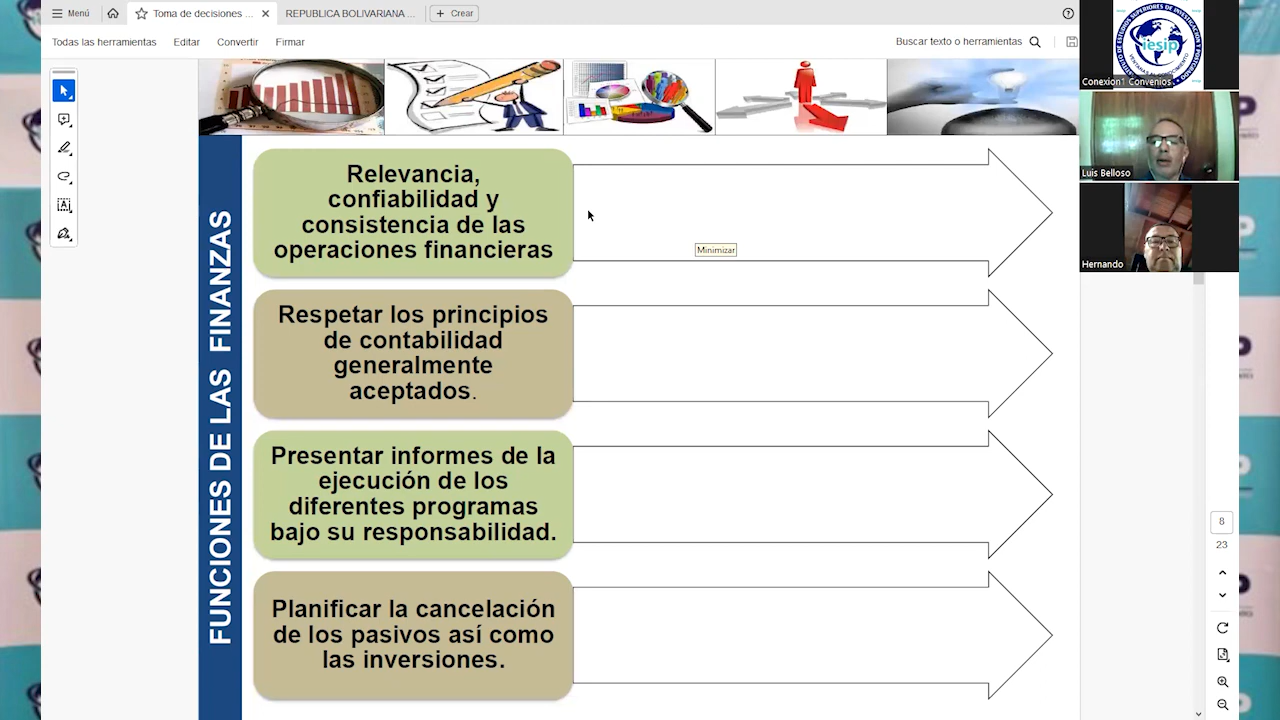 Menú
Toma de decisiones ...
REPUBLICA BOLIVARIANA ...
Crear
Todas las herramientas
Editar
Convertir
Firmar
Buscar texto o herramientas
iesip
Conexion1 Convenios
Luis Belloso
Hernando
FUNCIONES DE LAS FINANZAS
Relevancia,
confiabilidad y
consistencia de las
operaciones financieras
Minimizar
Respetar los principios
de contabilidad
generalmente
aceptados.
Presentar informes de la
ejecución de los
diferentes programas
bajo su responsabilidad.
Planificar la cancelación
de los pasivos así como
las inversiones.
8
23